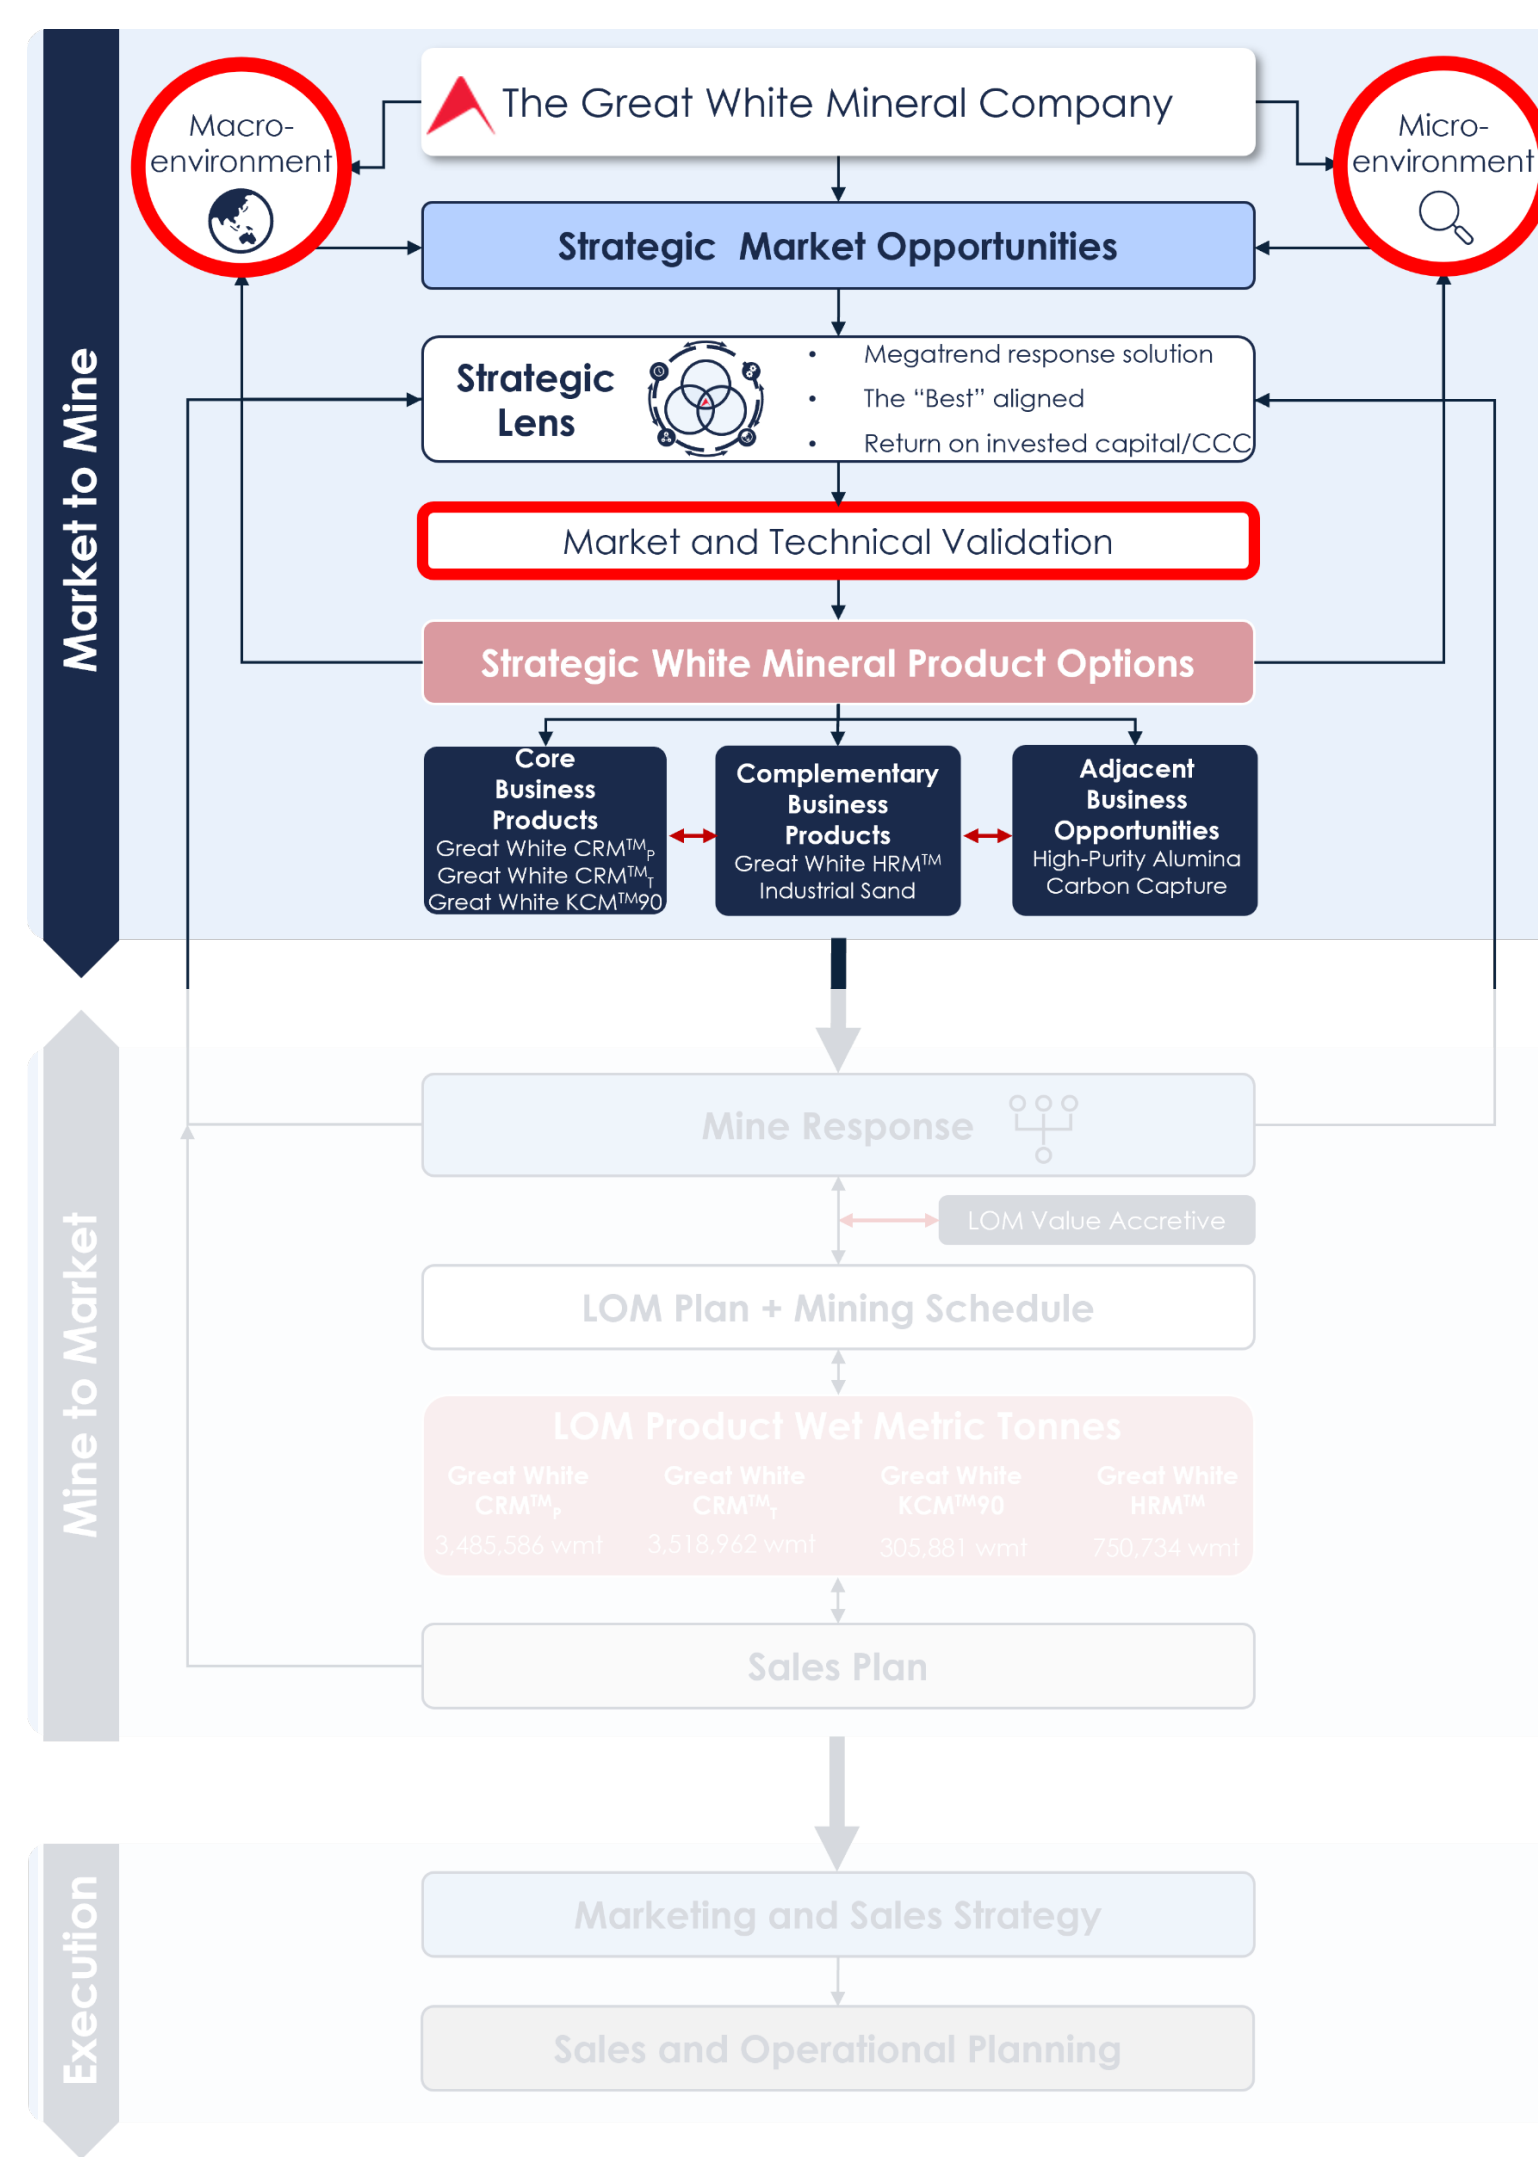 Market to Mine
The Great White Mineral Company
Macro-
environment
Micro-
environment
Strategic  Market Opportunities
Strategic
Lens
• Megatrend response solution
• The “Best” aligned
• Return on invested capital/CCC
Market and Technical Validation
Strategic White Mineral Product Options
Core
Business
Products
Great White CRM™P
Great White CRM™T
Great White KCM™90
Complementary
Business
Products
Great White HRM™
Industrial Sand
Adjacent
Business
Opportunities
High-Purity Alumina
Carbon Capture
Mine to Market
Mine Response
LOM Value Accretive
LOM Plan + Mining Schedule
LOM Product Wet Metric Tonnes
Great White
CRM™P
3,485,586 wmt
Great White
CRM™T
3,518,962 wmt
Great White
KCM™90
305,881 wmt
Great White
HRM™
750,734 wmt
Sales Plan
Execution
Marketing and Sales Strategy
Sales and Operational Planning